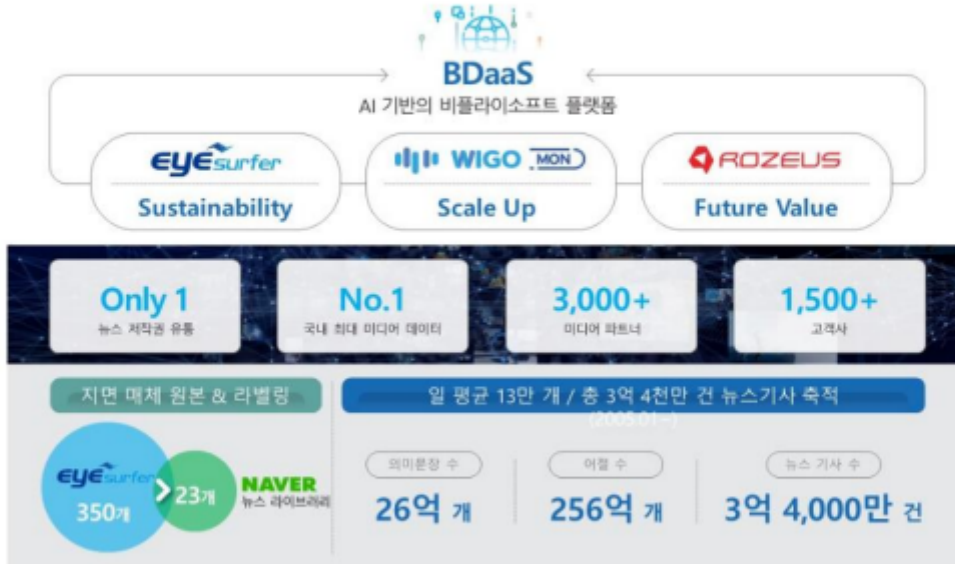 BDaaS
AI 기반의 비플라이소프트 플랫폼
EYEsurfer
Sustainability
WIGO MON
Scale Up
ROZEUS
Future Value
Only 1
뉴스 저작권 유통
No.1
국내 최대 미디어 데이터
3,000+
미디어 파트너
1,500+
고객사
지면 매체 원본 & 라벨링
일 평균 13만 개 / 총 3억 4천만 건 뉴스기사 축적
(2005.01~)
EYEsurfer
350개
23개
NAVER
뉴스 라이브러리
의미문장 수
26억 개
어절 수
256억 개
뉴스 기사 수
3억 4,000만 건